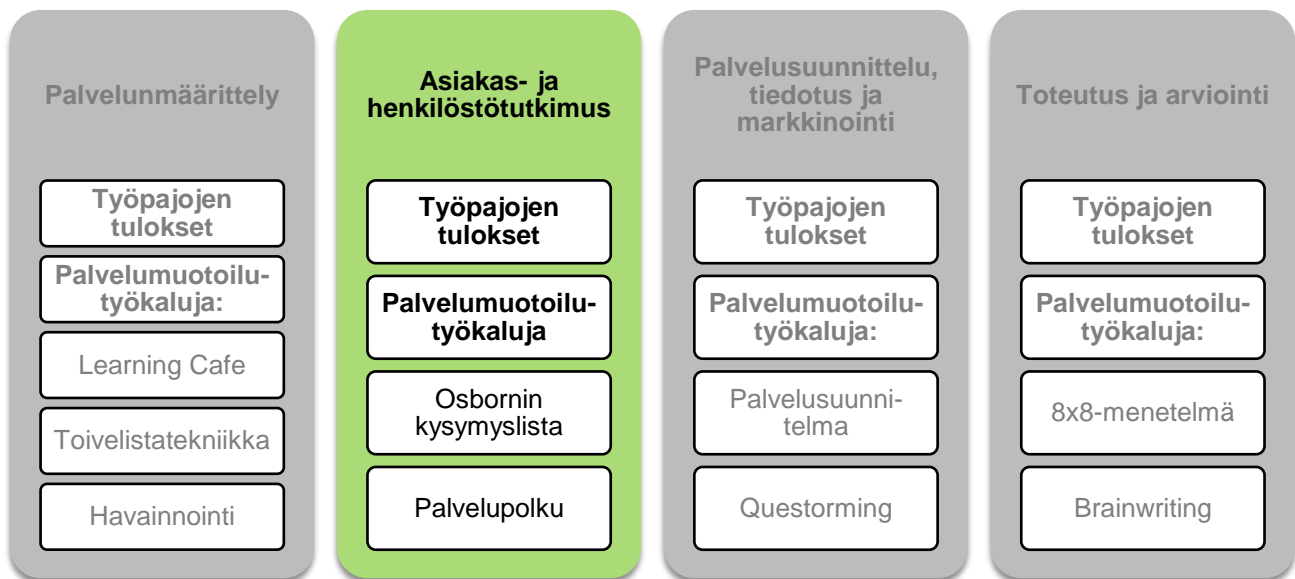 Palvelunmäärittely
Työpajojen
tulokset
Palvelumuotoilu-
työkaluja:
Learning Cafe
Toivelistatekniikka
Havainnointi
Asiakas- ja
henkilöstötutkimus
Työpajojen
tulokset
Palvelumuotoilu-
työkaluja
Osbornin
kysymyslista
Palvelupolku
Palvelusuunnittelu,
tiedotus ja
markkinointi
Työpajojen
tulokset
Palvelumuotoilu-
työkaluja:
Palvelusuunni-
telma
Questorming
Toteutus ja arviointi
Työpajojen
tulokset
Palvelumuotoilu-
työkaluja:
8x8-menetelmä
Brainwriting